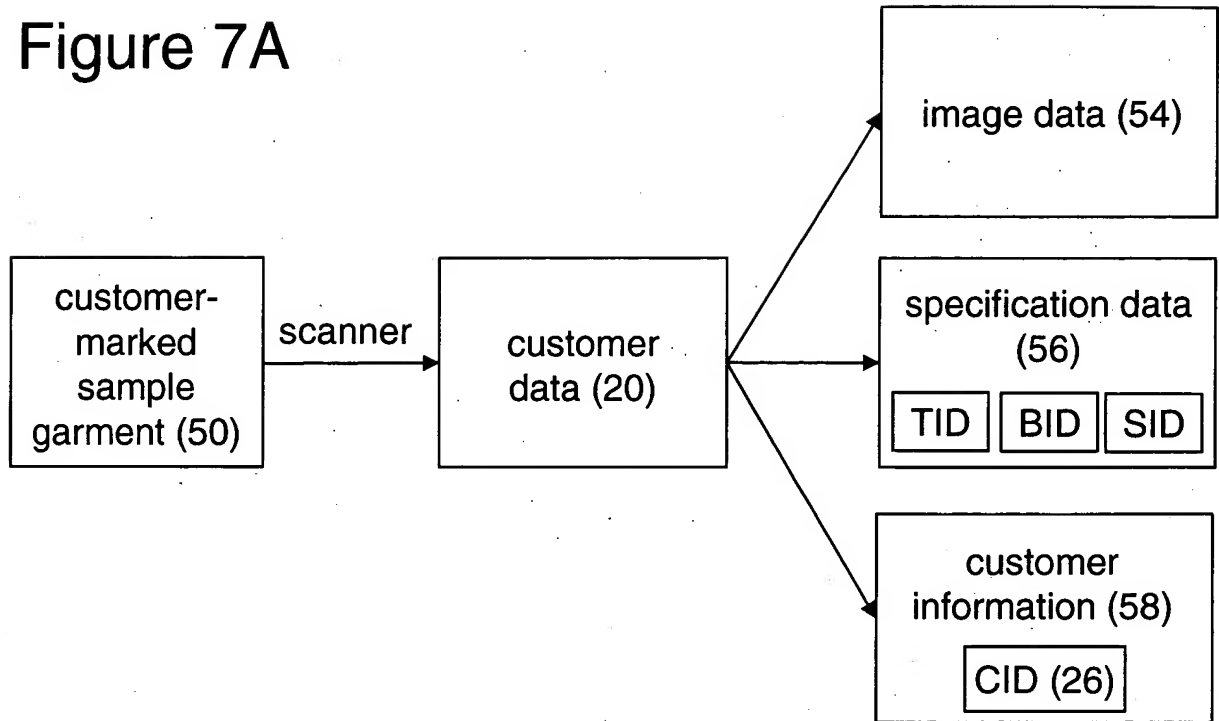 Figure 7A
image data (54)
customer-
marked
sample
garment (50)
scanner
customer
data (20)
specification data
(56)
TID
BID
SID
customer
information (58)
CID (26)